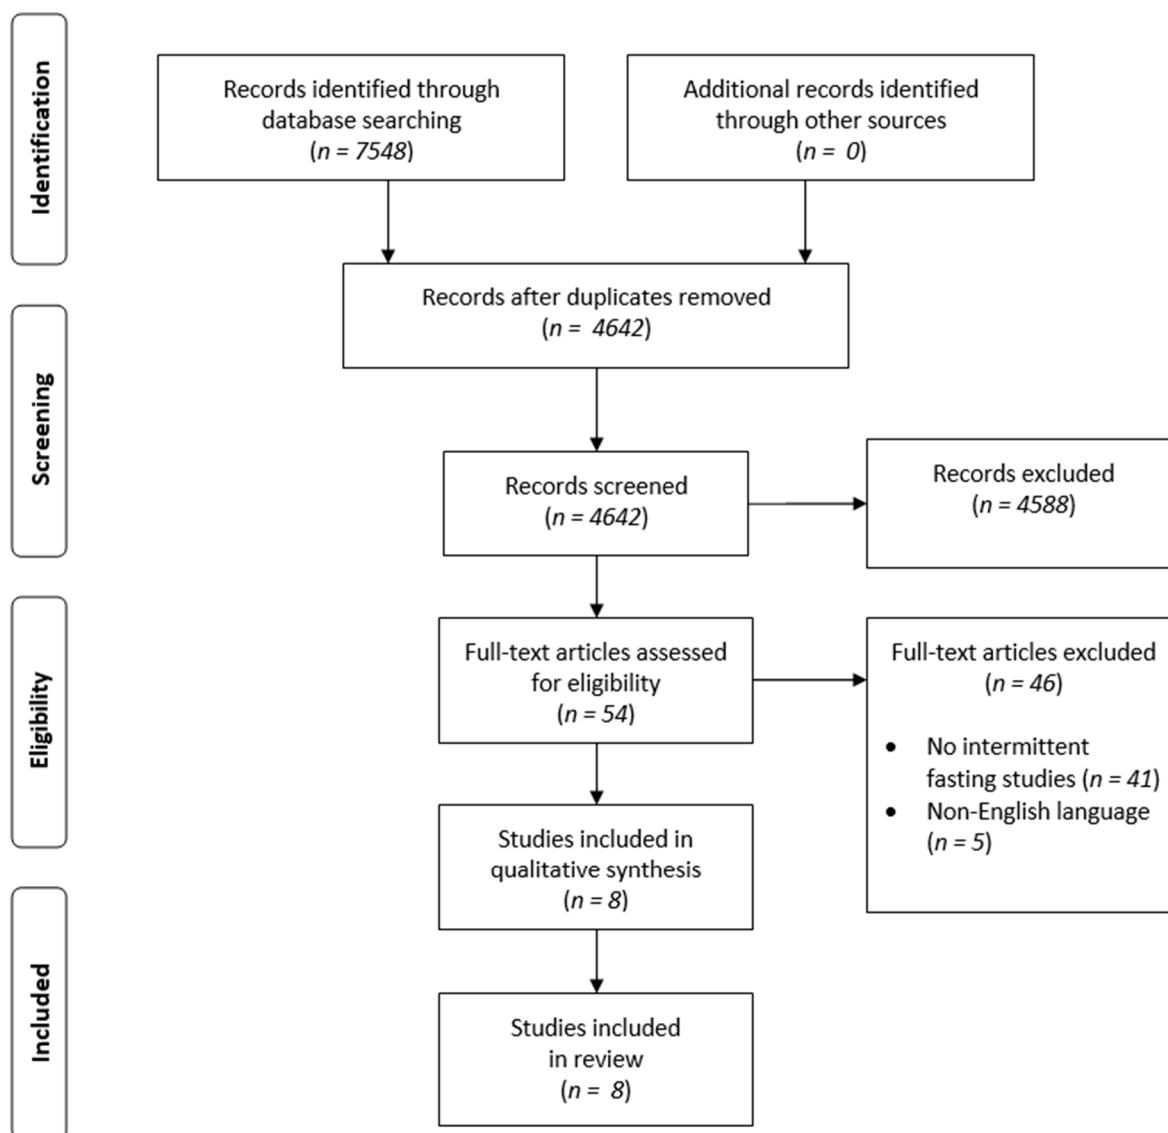 Identification
Records identified through
database searching
(n = 7548)
Additional records identified
through other sources
(n = 0)
Records after duplicates removed
(n = 4642)
Screening
Records screened
(n = 4642)
Records excluded
(n = 4588)
Eligibility
Full-text articles assessed
for eligibility
(n = 54)
Full-text articles excluded
(n = 46)
• No intermittent
fasting studies (n = 41)
• Non-English language
(n = 5)
Studies included in
qualitative synthesis
(n = 8)
Included
Studies included
in review
(n = 8)